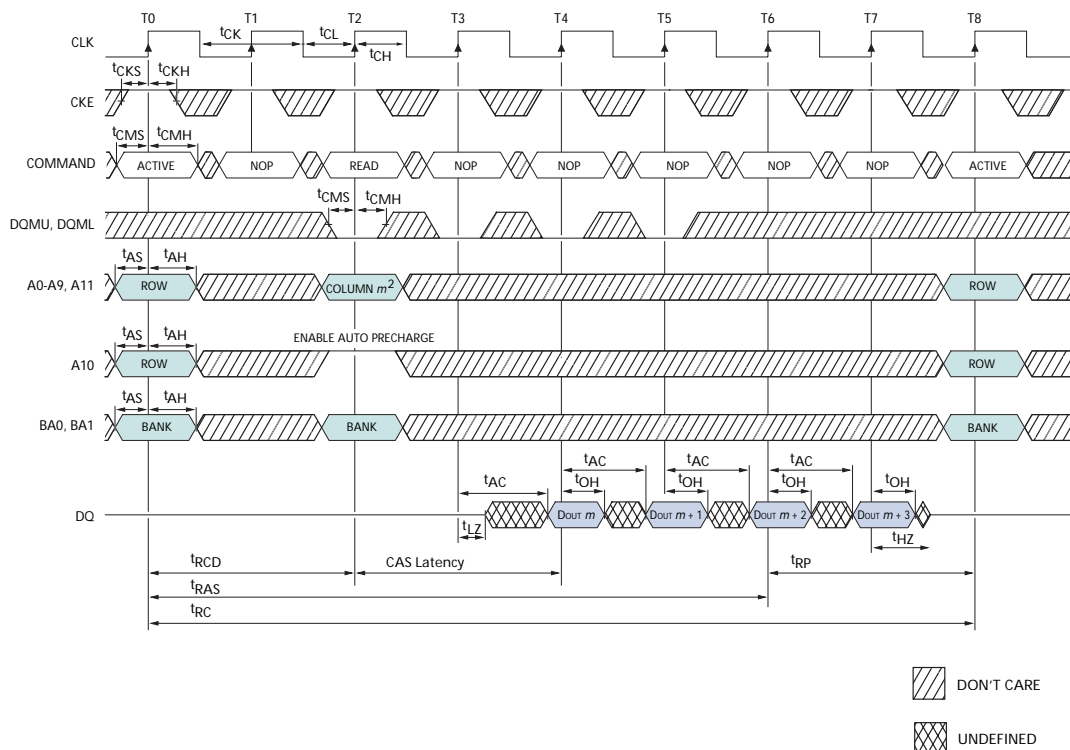 T0 T1 T2 T3 T4 T5 T6 T7 T8
CLK
tCK tCL
tCH
tCKS tCKH
CKE
tCMS tCMH
COMMAND ACTIVE NOP READ NOP NOP NOP NOP NOP ACTIVE
tCMS tCMH
DQMU, DQML
tAS tAH
A0-A9, A11 ROW COLUMN m2 ROW
ENABLE AUTO PRECHARGE
tAS tAH
A10 ROW ROW
tAS tAH
BA0, BA1 BANK BANK BANK
tAC tAC tAC tAC
tOH tOH tOH tOH
DQ DOUT m DOUT m + 1 DOUT m + 2 DOUT m + 3
tLZ tHZ
tRCD CAS Latency tRP
tRAS
tRC
DON'T CARE
UNDEFINED